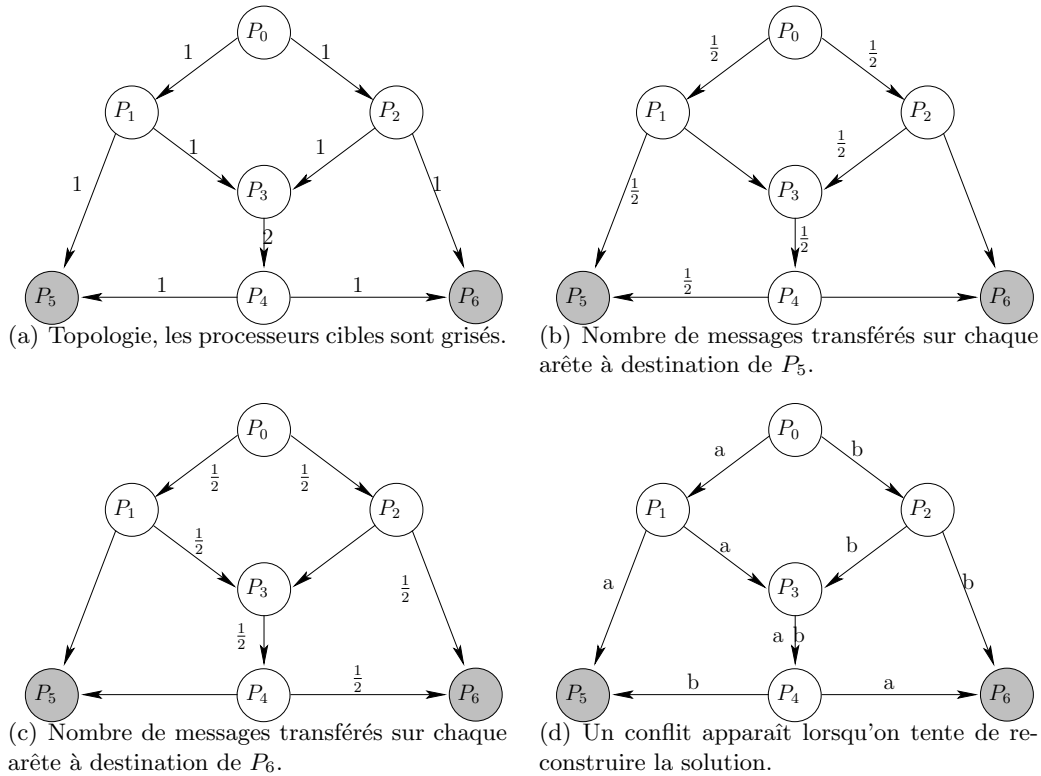 P₀
1
1
P₁
P₂
1
1
1
1
P₃
2
1
1
P₅
P₄
P₆
(a) Topologie, les processeurs cibles sont grisés.
P₀
1/2
1/2
P₁
P₂
1/2
1/2
P₃
1/2
1/2
P₅
P₄
P₆
(b) Nombre de messages transférés sur chaque
arête à destination de P₅.
P₀
1/2
1/2
P₁
P₂
1/2
1/2
P₃
1/2
1/2
P₅
P₄
P₆
(c) Nombre de messages transférés sur chaque
arête à destination de P₆.
P₀
a
b
P₁
P₂
a
b
a
b
P₃
a b
b
a
P₅
P₄
P₆
(d) Un conflit apparaît lorsqu'on tente de re-
construire la solution.